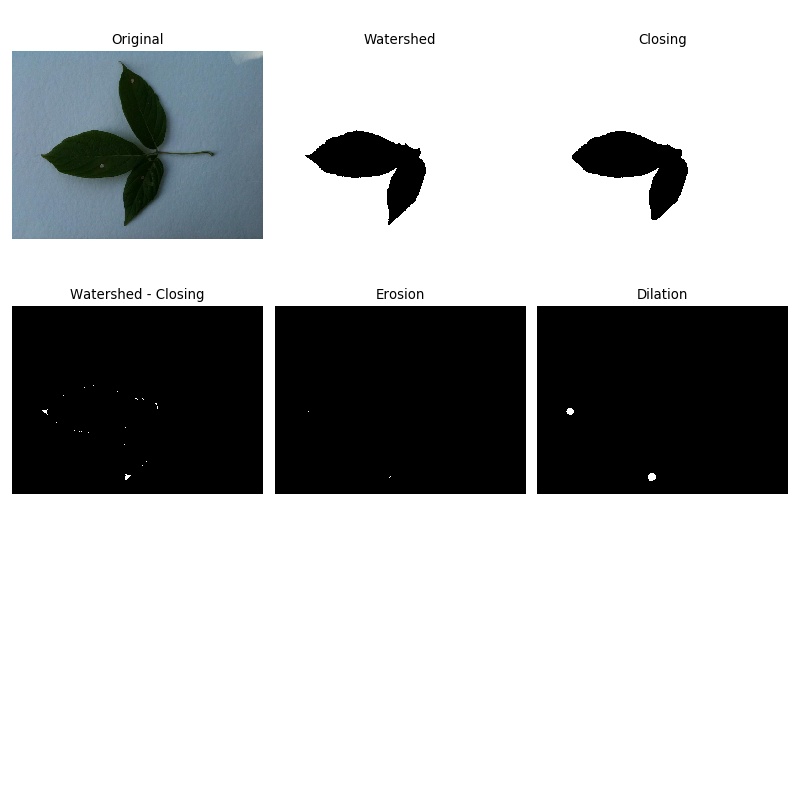 Original
Watershed
Closing
Watershed - Closing
Erosion
Dilation